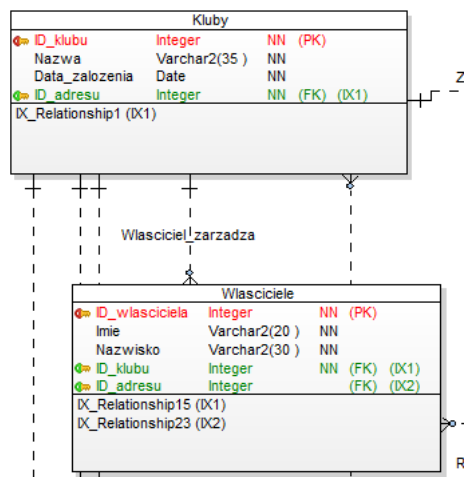 Kluby
ID_klubu Integer NN (PK)
Nazwa Varchar2(35 ) NN
Data_zalozenia Date NN
ID_adresu Integer NN (FK) (IX1)
IX_Relationship1 (IX1)
Z
Wlasciciel_zarzadza
Wlasciciele
ID_wlasciciela Integer NN (PK)
Imie Varchar2(20 ) NN
Nazwisko Varchar2(30 ) NN
ID_klubu Integer NN (FK) (IX1)
ID_adresu Integer (FK) (IX2)
IX_Relationship15 (IX1)
IX_Relationship23 (IX2)
R